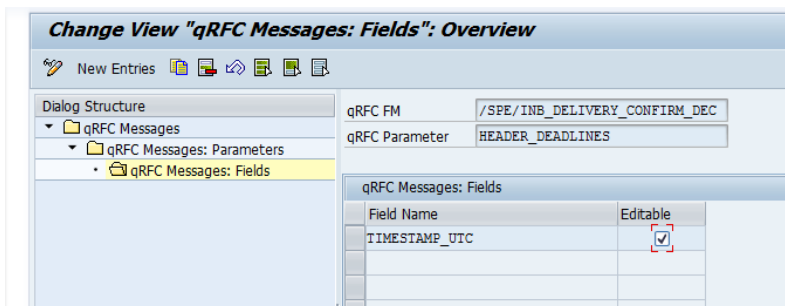 Change View "qRFC Messages: Fields": Overview
New Entries
Dialog Structure
qRFC Messages
qRFC Messages: Parameters
qRFC Messages: Fields
qRFC FM /SPE/INB_DELIVERY_CONFIRM_DEC
qRFC Parameter HEADER_DEADLINES
qRFC Messages: Fields
Field Name Editable
TIMESTAMP_UTC